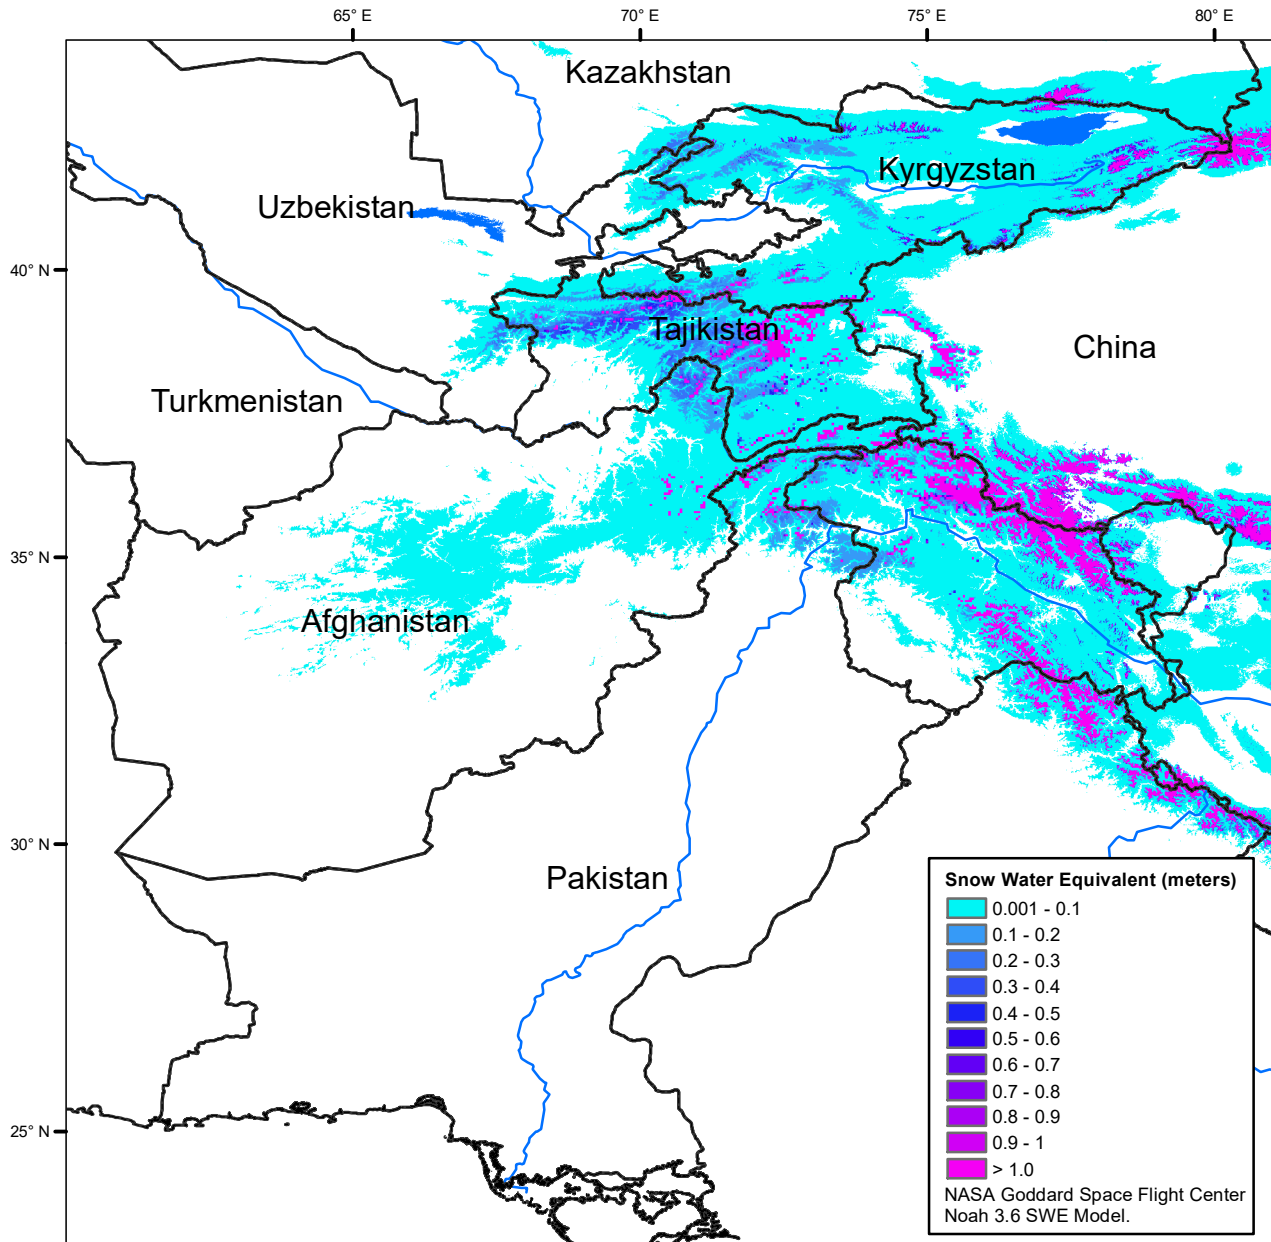 65° E
70° E
75° E
80° E
Kazakhstan
Kyrgyzstan
Uzbekistan
40° N
Tajikistan
China
Turkmenistan
35° N
Afghanistan
30° N
Pakistan
25° N
Snow Water Equivalent (meters)
0.001 - 0.1
0.1 - 0.2
0.2 - 0.3
0.3 - 0.4
0.4 - 0.5
0.5 - 0.6
0.6 - 0.7
0.7 - 0.8
0.8 - 0.9
0.9 - 1
> 1.0
NASA Goddard Space Flight Center
Noah 3.6 SWE Model.